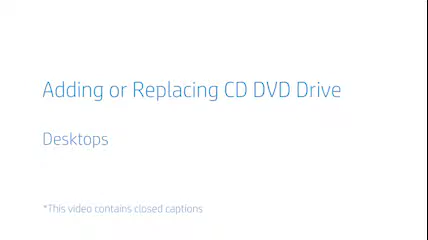 Adding or Replacing CD DVD Drive
Desktops
*This video contains closed captions